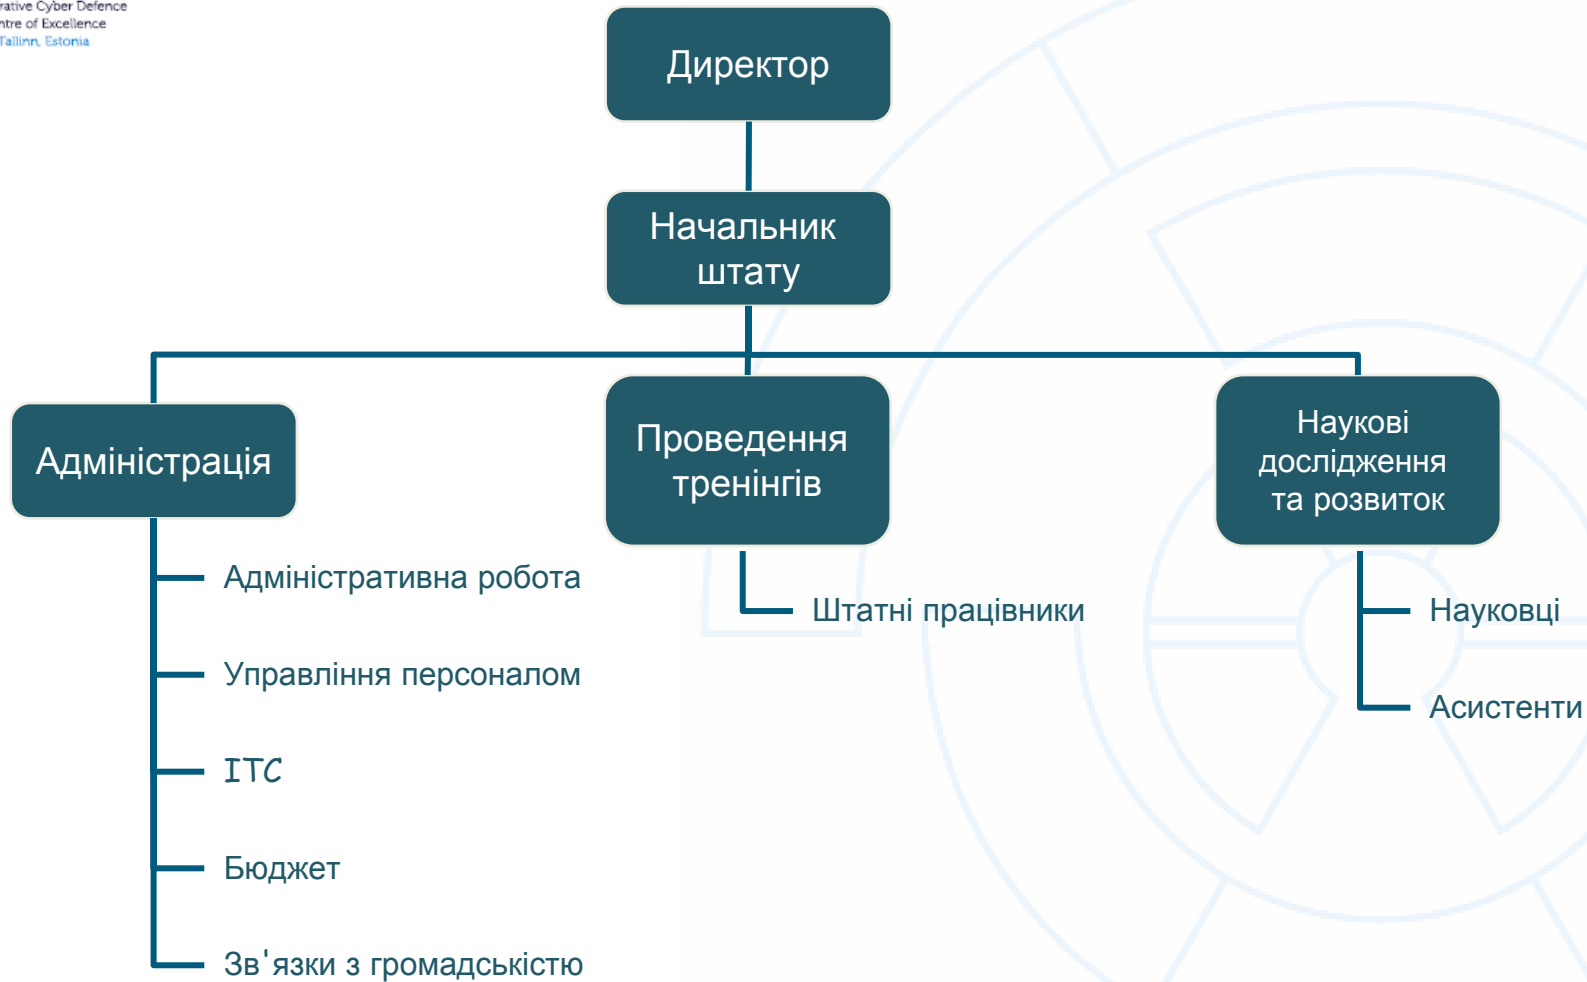 rative Cyber Defence
ntre of Excellence
Tallinn, Estonia
Директор
Начальник
штату
Адміністрація
Проведення
тренінгів
Наукові
дослідження
та розвиток
Адміністративна робота
Управління персоналом
ІТС
Бюджет
Зв'язки з громадськістю
Штатні працівники
Науковці
Асистенти